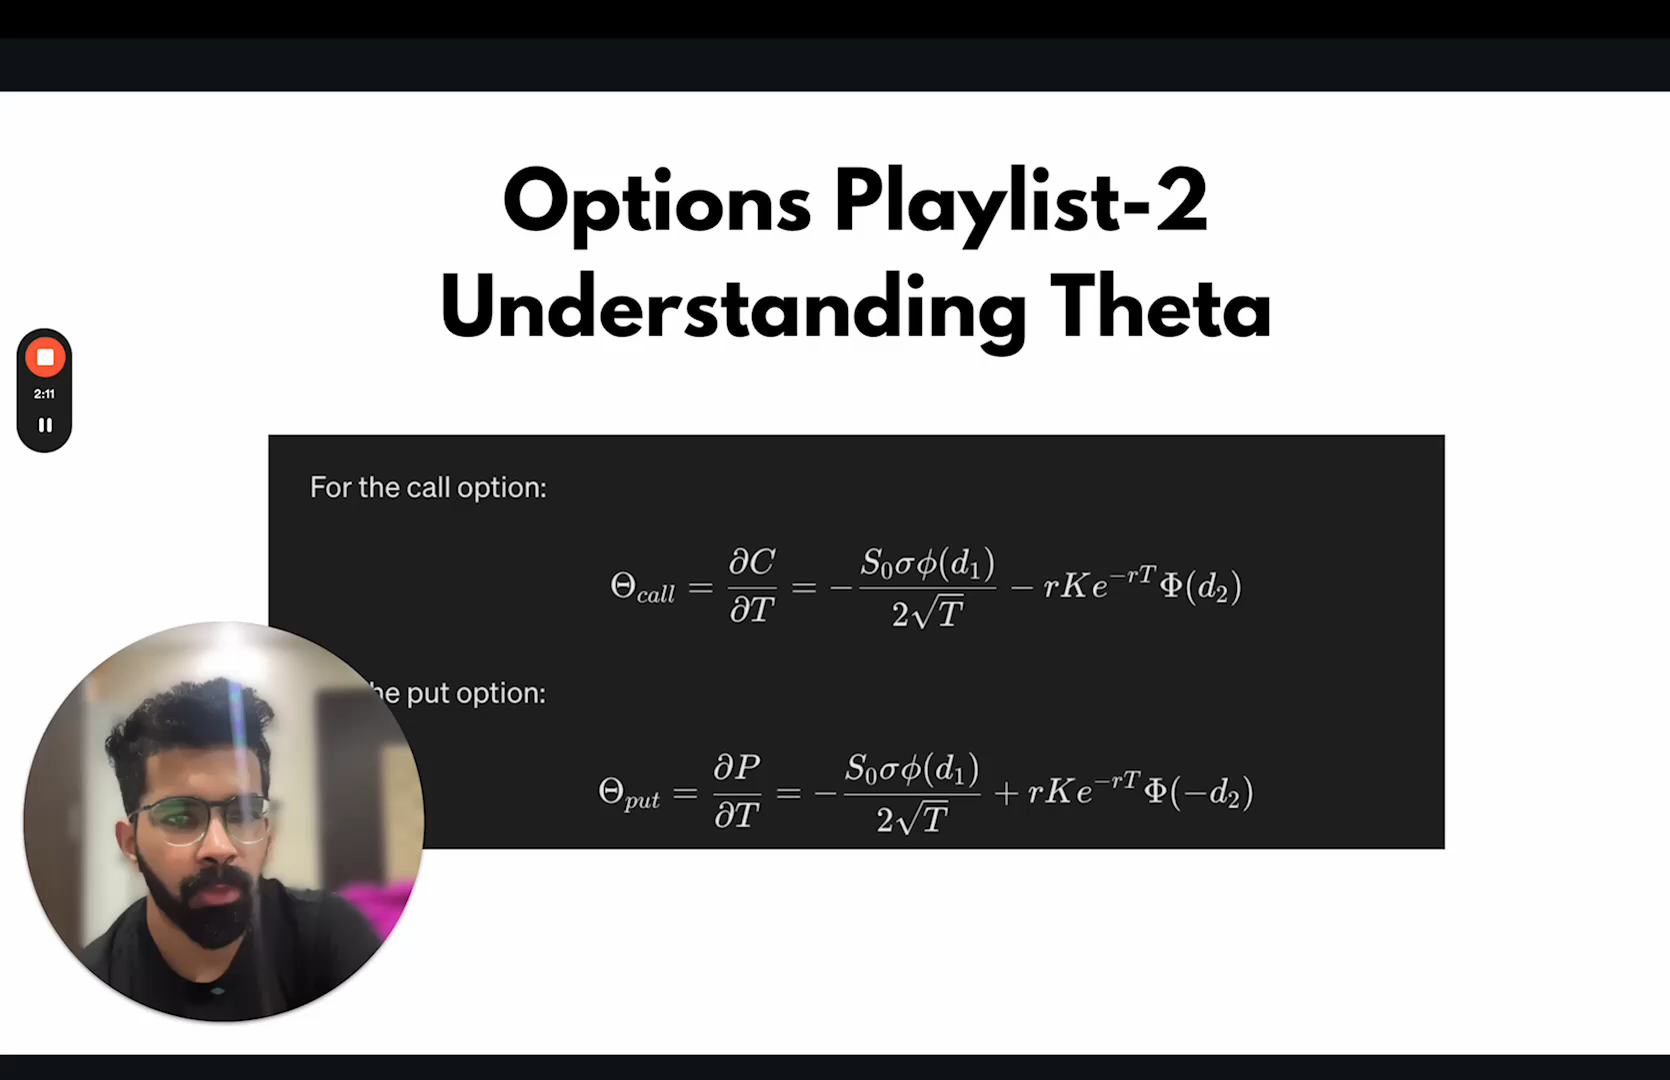 Options Playlist-2
Understanding Theta
2:11
For the call option:
Θ_call = ∂C/∂T = − S₀σϕ(d₁)/2√T − rKe^−rT Φ(d₂)
he put option:
Θ_put = ∂P/∂T = − S₀σϕ(d₁)/2√T + rKe^−rT Φ(−d₂)